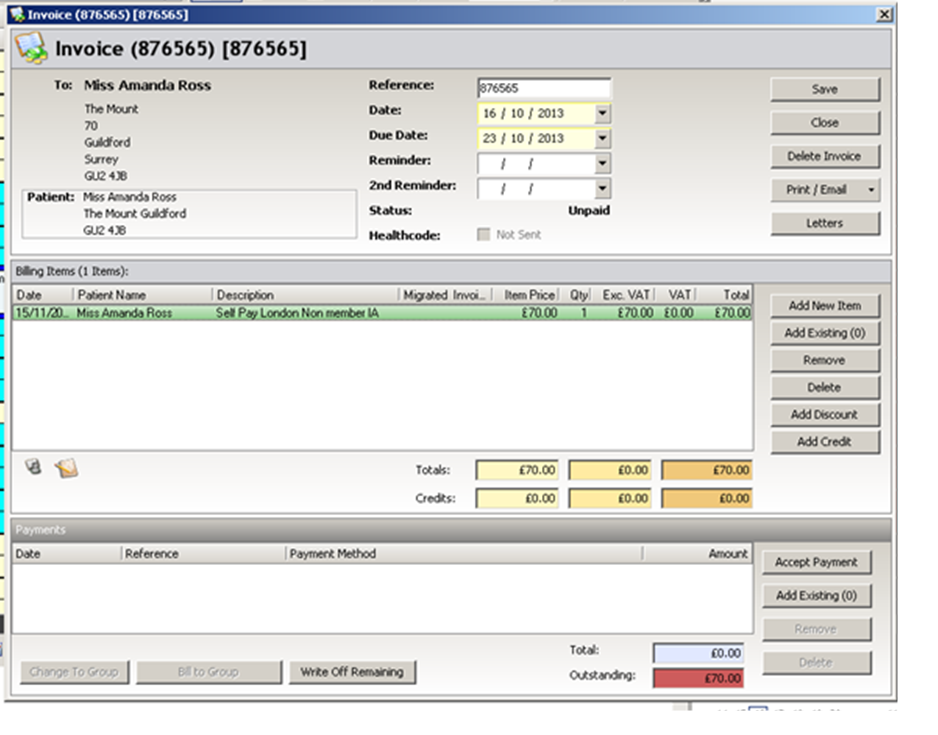 Invoice (876565) [876565]
Invoice (876565) [876565]
To: Miss Amanda Ross
The Mount
70
Guildford
Surrey
GU2 4JB
Patient: Miss Amanda Ross
The Mount Guildford
GU2 4JB
Reference: 876565
Date: 16 / 10 / 2013
Due Date: 23 / 10 / 2013
Reminder: / /
2nd Reminder: / /
Status: Unpaid
Healthcode: Not Sent
Save
Close
Delete Invoice
Print / Email
Letters
Billing Items (1 Items):
Date Patient Name Description Migrated Invoi... Item Price Qty Exc. VAT VAT Total
15/11/20... Miss Amanda Ross Self Pay London Non member IA £70.00 1 £70.00 £0.00 £70.00
Add New Item
Add Existing (0)
Remove
Delete
Add Discount
Add Credit
Totals: £70.00 £0.00 £70.00
Credits: £0.00 £0.00 £0.00
Payments
Date Reference Payment Method Amount
Accept Payment
Add Existing (0)
Remove
Delete
Change To Group Bill to Group Write Off Remaining
Total: £0.00
Outstanding: £70.00